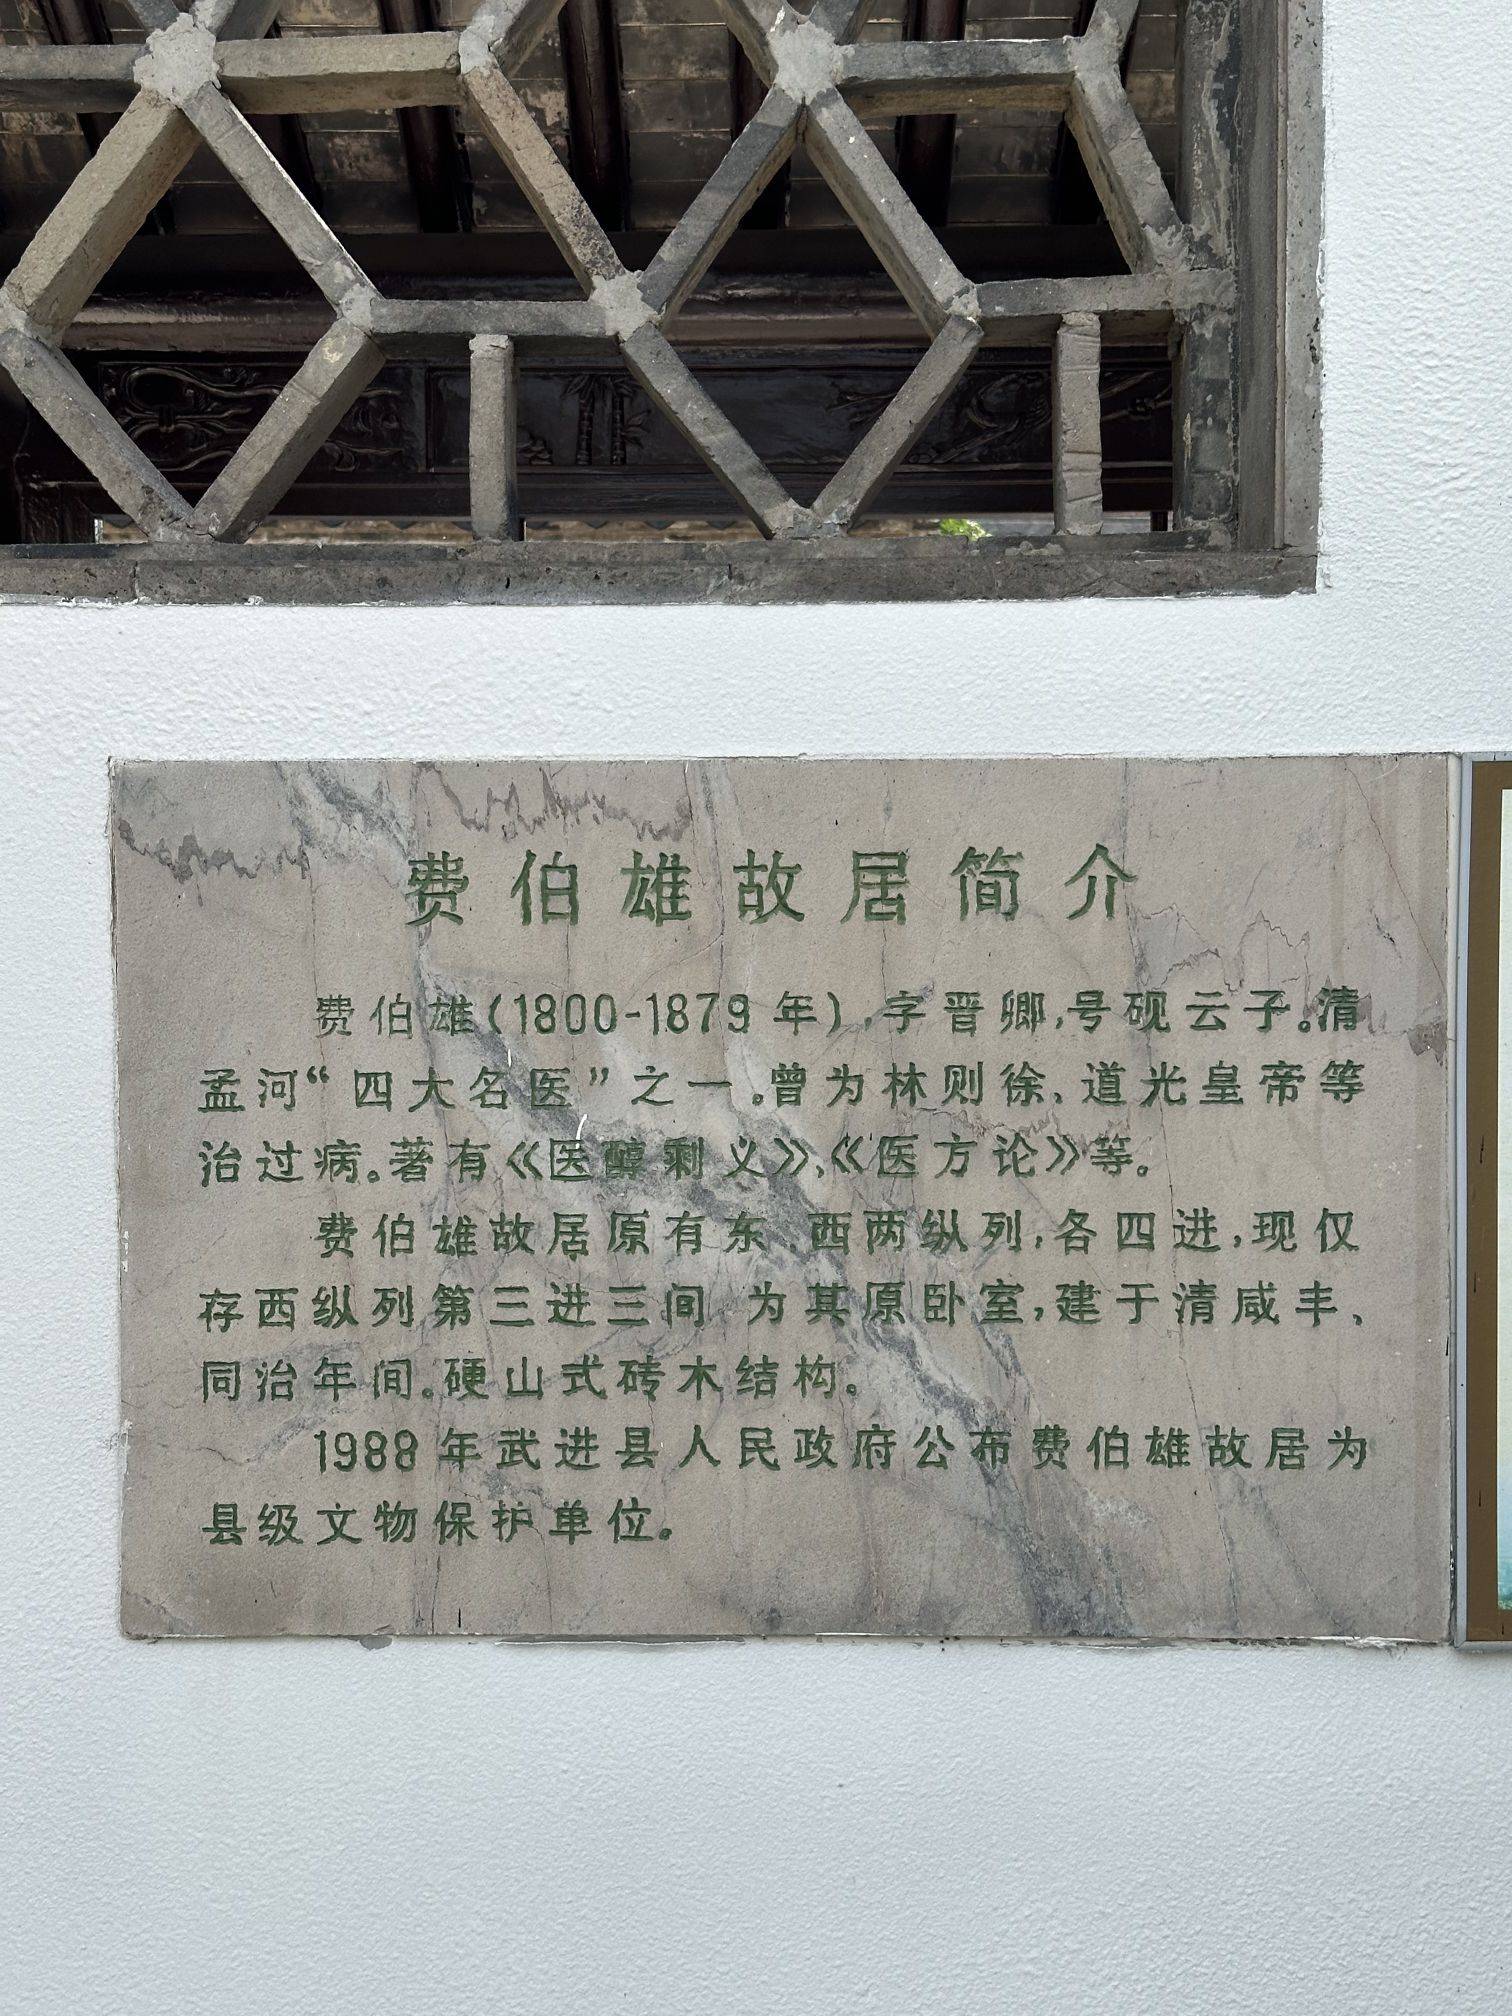 费伯雄故居简介
费伯雄(1800-1879年),字晋卿,号砚云子。清
孟河“四大名医”之一。曾为林则徐、道光皇帝等
治过病。著有《医醇剩义》、《医方论》等。
费伯雄故居原有东、西两纵列,各四进,现仅
存西纵列第三进三间 为其原卧室,建于清咸丰、
同治年间。硬山式砖木结构。
1988年武进县人民政府公布费伯雄故居为
县级文物保护单位。